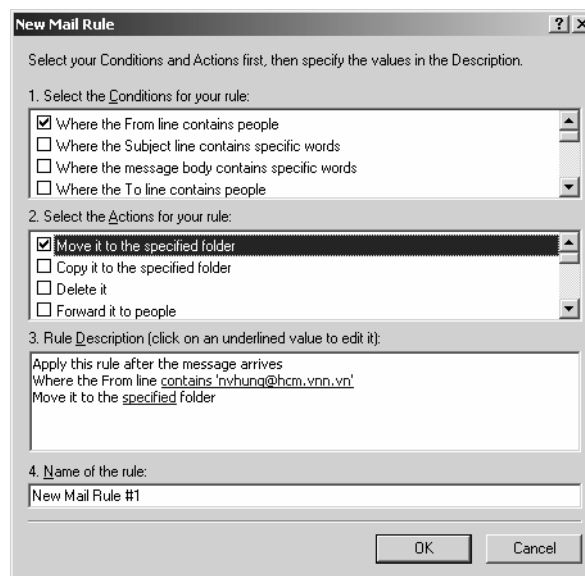 New Mail Rule
Select your Conditions and Actions first, then specify the values in the Description.
1. Select the Conditions for your rule:
Where the From line contains people
Where the Subject line contains specific words
Where the message body contains specific words
Where the To line contains people
2. Select the Actions for your rule:
Move it to the specified folder
Copy it to the specified folder
Delete it
Forward it to people
3. Rule Description (click on an underlined value to edit it):
Apply this rule after the message arrives
Where the From line contains 'nvhung@hcm.vnn.vn'
Move it to the specified folder
4. Name of the rule:
New Mail Rule #1
OK Cancel